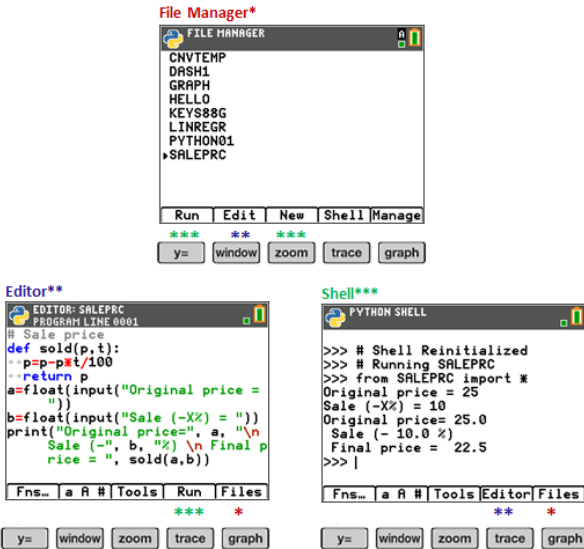 File Manager*
FILE MANAGER
A
CNVTEMP
DASH1
GRAPH
HELLO
KEYS88G
LINREGR
PYTHON01
▸SALEPRC
Run Edit New Shell Manage
*** ** ***
y= window zoom trace graph
Editor**
EDITOR: SALEPRC
PROGRAM LINE 0001
# Sale price
def sold(p,t):
··p=p-p*t/100
··return p
a=float(input("Original price =
"))
b=float(input("Sale (-X%) = "))
print("Original price=", a, "\n
Sale (-", b, "%) \n Final p
rice = ", sold(a,b))
Fns… a A # Tools Run Files
*** *
y= window zoom trace graph
Shell***
PYTHON SHELL
>>> # Shell Reinitialized
>>> # Running SALEPRC
>>> from SALEPRC import *
Original price = 25
Sale (-X%) = 10
Original price= 25.0
Sale (- 10.0 %)
Final price = 22.5
>>> |
Fns… a A # Tools Editor Files
** *
y= window zoom trace graph